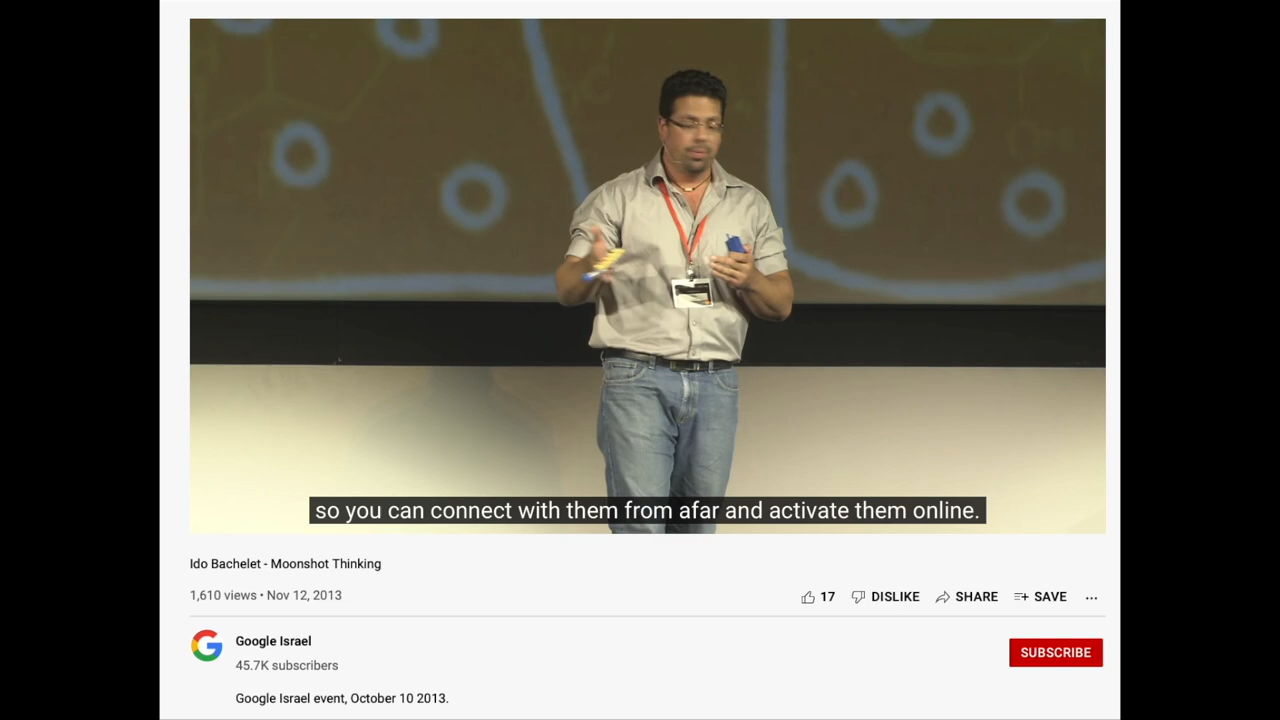 so you can connect with them from afar and activate them online.
Ido Bachelet - Moonshot Thinking
1,610 views • Nov 12, 2013
17 DISLIKE SHARE SAVE ...
Google Israel
45.7K subscribers
SUBSCRIBE
Google Israel event, October 10 2013.